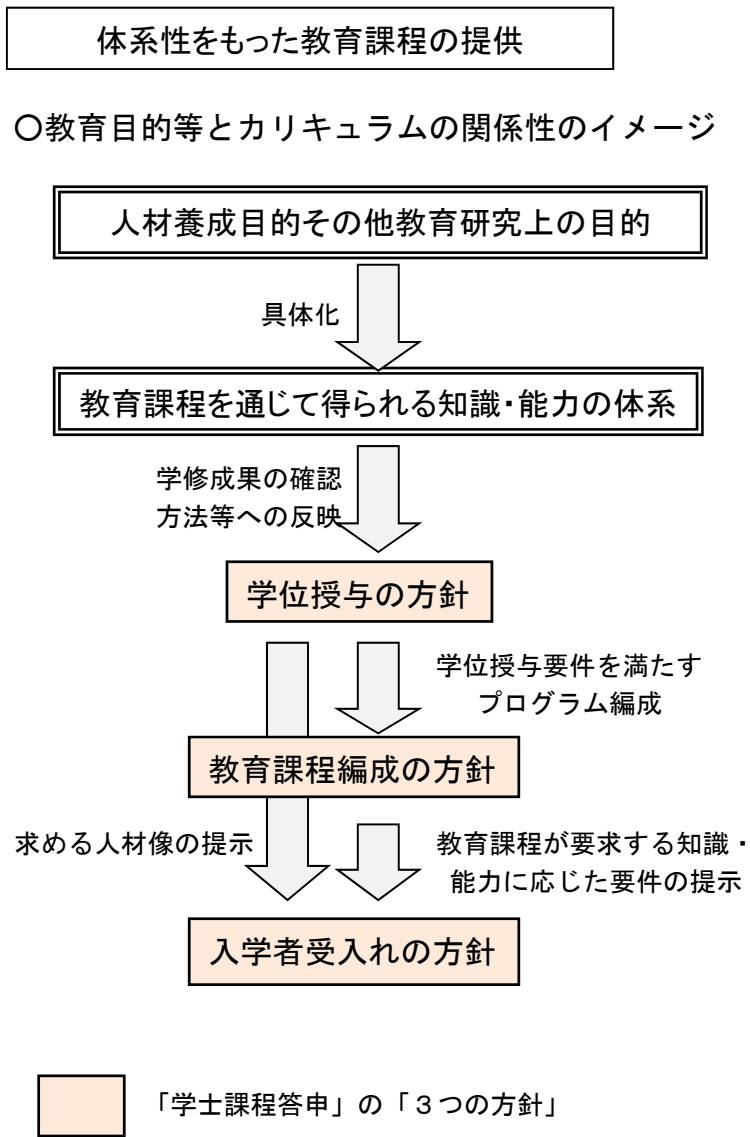 体系性をもった教育課程の提供
○教育目的等とカリキュラムの関係性のイメージ
人材養成目的その他教育研究上の目的
具体化
教育課程を通じて得られる知識・能力の体系
学修成果の確認
方法等への反映
学位授与の方針
学位授与要件を満たす
プログラム編成
教育課程編成の方針
求める人材像の提示
教育課程が要求する知識・
能力に応じた要件の提示
入学者受入れの方針
「学士課程答申」の「３つの方針」